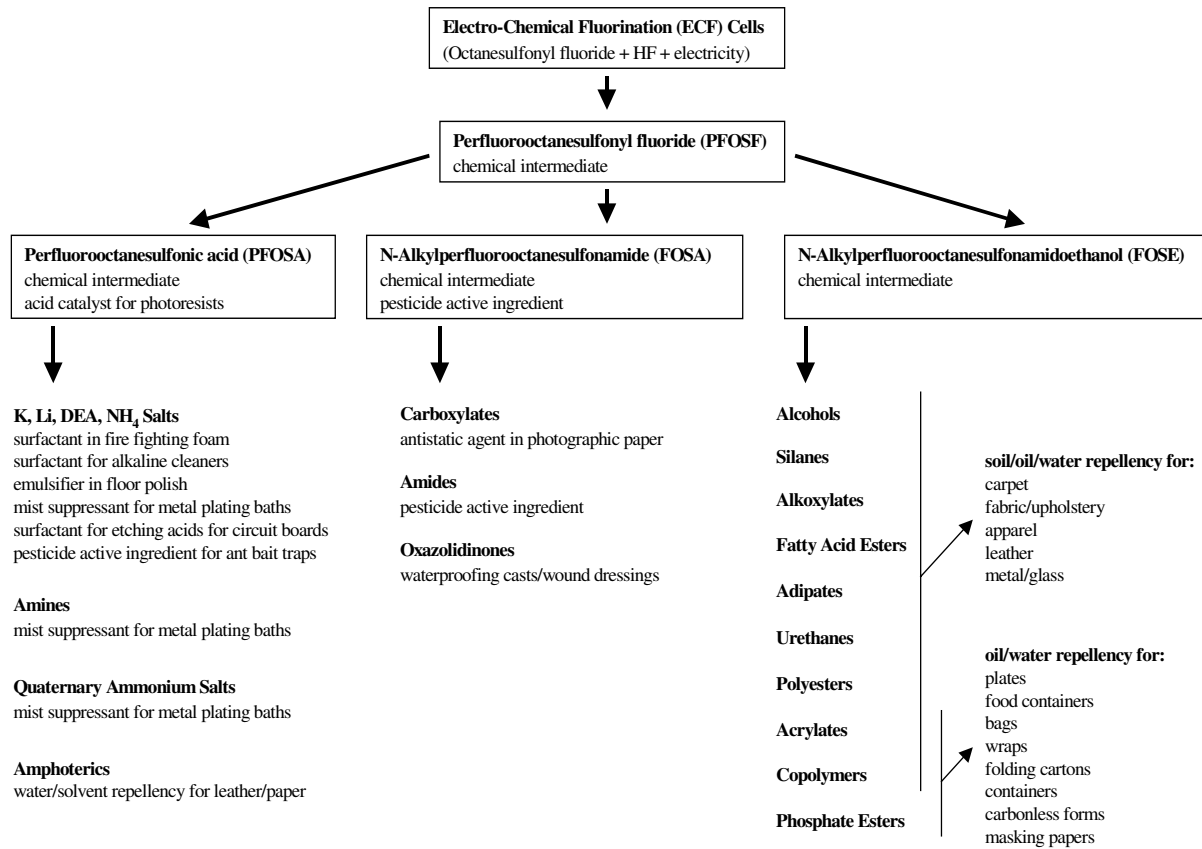 Electro-Chemical Fluorination (ECF) Cells
(Octanesulfonyl fluoride + HF + electricity)
Perfluorooctanesulfonyl fluoride (PFOSF)
chemical intermediate
Perfluorooctanesulfonic acid (PFOSA)
chemical intermediate
acid catalyst for photoresists
N-Alkylperfluorooctanesulfonamide (FOSA)
chemical intermediate
pesticide active ingredient
N-Alkylperfluorooctanesulfonamidoethanol (FOSE)
chemical intermediate
K, Li, DEA, NH4 Salts
surfactant in fire fighting foam
surfactant for alkaline cleaners
emulsifier in floor polish
mist suppressant for metal plating baths
surfactant for etching acids for circuit boards
pesticide active ingredient for ant bait traps
Amines
mist suppressant for metal plating baths
Quaternary Ammonium Salts
mist suppressant for metal plating baths
Amphoterics
water/solvent repellency for leather/paper
Carboxylates
antistatic agent in photographic paper
Amides
pesticide active ingredient
Oxazolidinones
waterproofing casts/wound dressings
Alcohols
Silanes
Alkoxylates
Fatty Acid Esters
Adipates
Urethanes
Polyesters
Acrylates
Copolymers
Phosphate Esters
soil/oil/water repellency for:
carpet
fabric/upholstery
apparel
leather
metal/glass
oil/water repellency for:
plates
food containers
bags
wraps
folding cartons
containers
carbonless forms
masking papers